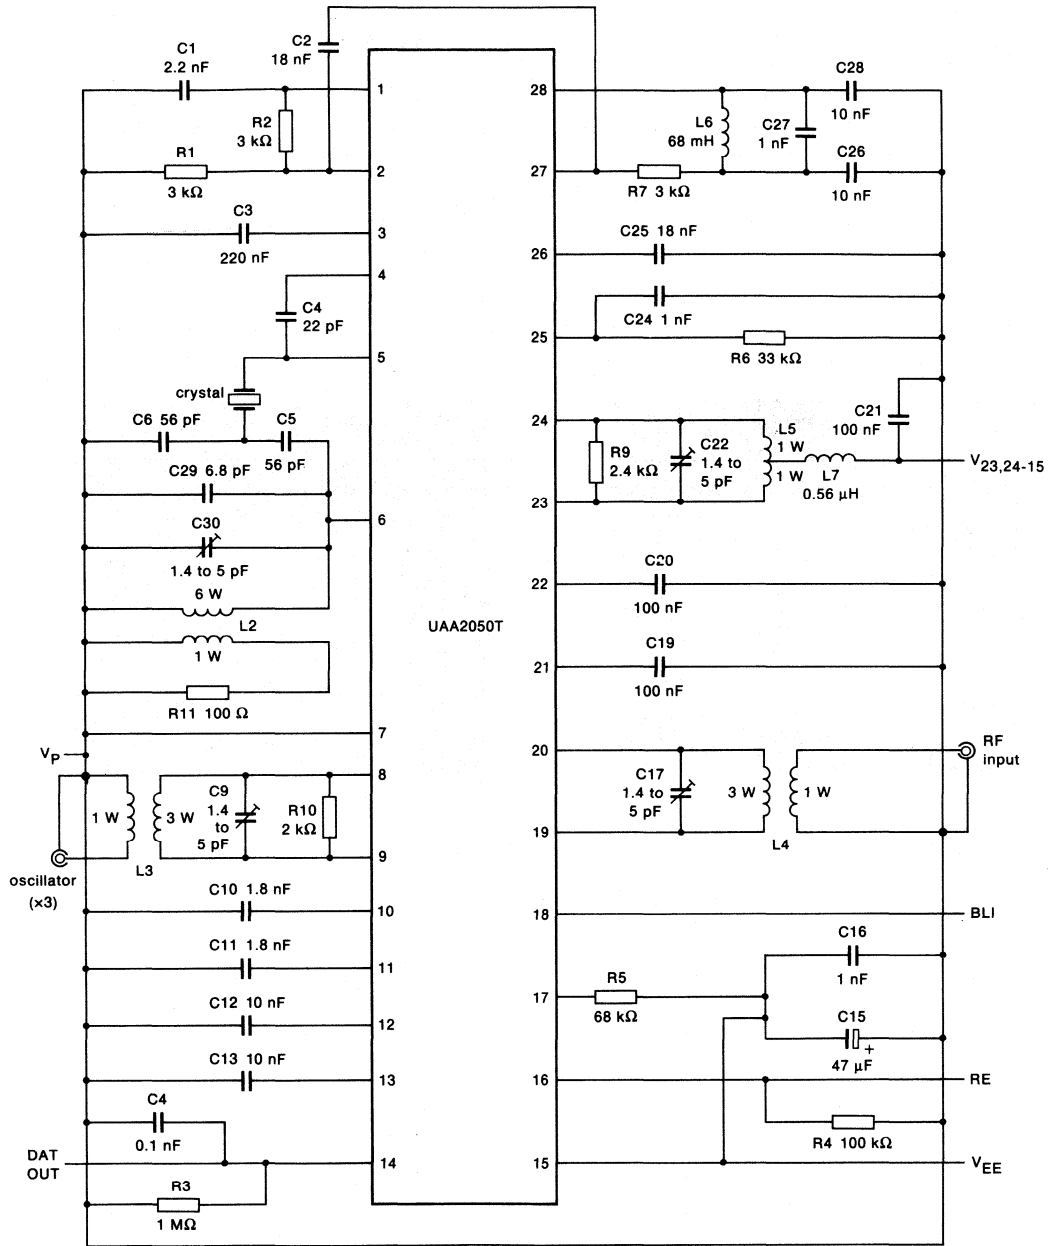 C1
2.2 nF
C2
18 nF
R2
3 kΩ
R1
3 kΩ
C3
220 nF
C4
22 pF
crystal
C6 56 pF
C5
56 pF
C29 6.8 pF
C30
1.4 to 5 pF
6 W
L2
1 W
R11 100 Ω
VP
1 W
3 W
L3
C9
1.4
to
5 pF
R10
2 kΩ
oscillator
(×3)
C10 1.8 nF
C11 1.8 nF
C12 10 nF
C13 10 nF
C4
0.1 nF
DAT
OUT
R3
1 MΩ
1
2
3
4
5
6
7
8
9
10
11
12
13
14
UAA2050T
28
27
26
25
24
23
22
21
20
19
18
17
16
15
L6
68 mH
C27
1 nF
C28
10 nF
C26
10 nF
R7 3 kΩ
C25 18 nF
C24 1 nF
R6 33 kΩ
R9
2.4 kΩ
C22
1.4 to
5 pF
L5
1 W
1 W
L7
0.56 μH
C21
100 nF
V23,24-15
C20
100 nF
C19
100 nF
C17
1.4 to
5 pF
3 W
1 W
L4
RF
input
BLI
C16
1 nF
R5
68 kΩ
C15
+
47 μF
RE
R4 100 kΩ
VEE